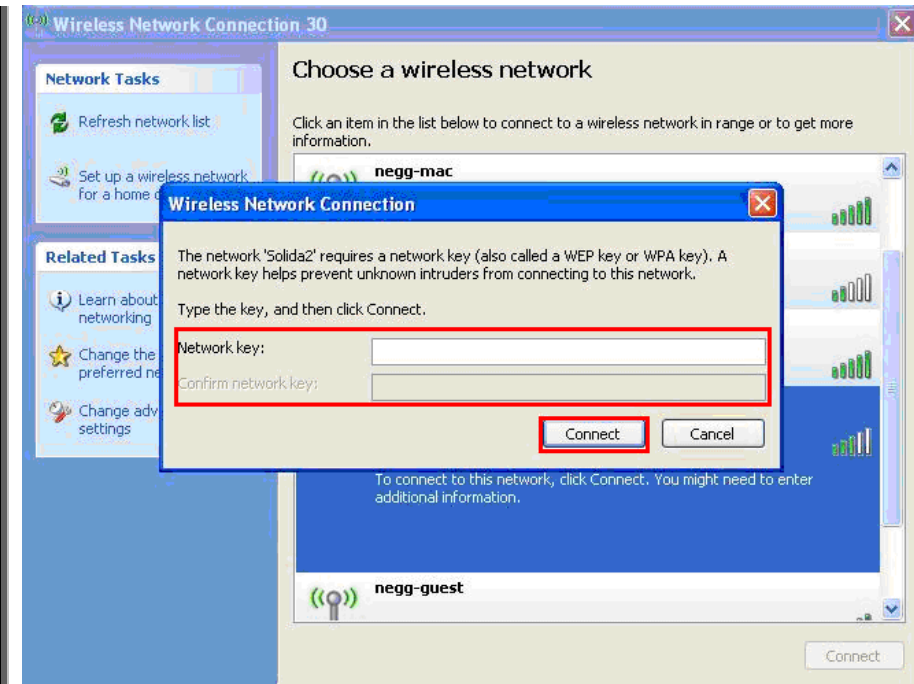 Wireless Network Connection 30
Network Tasks
Refresh network list
Set up a wireless network
for a home
Related Tasks
Learn about
networking
Change the
preferred ne
Change adv
settings
Choose a wireless network
Click an item in the list below to connect to a wireless network in range or to get more
information.
negg-mac
Wireless Network Connection
The network 'Solida2' requires a network key (also called a WEP key or WPA key). A
network key helps prevent unknown intruders from connecting to this network.
Type the key, and then click Connect.
Network key:
Confirm network key:
Connect
Cancel
To connect to this network, click Connect. You might need to enter
additional information.
negg-guest
Connect